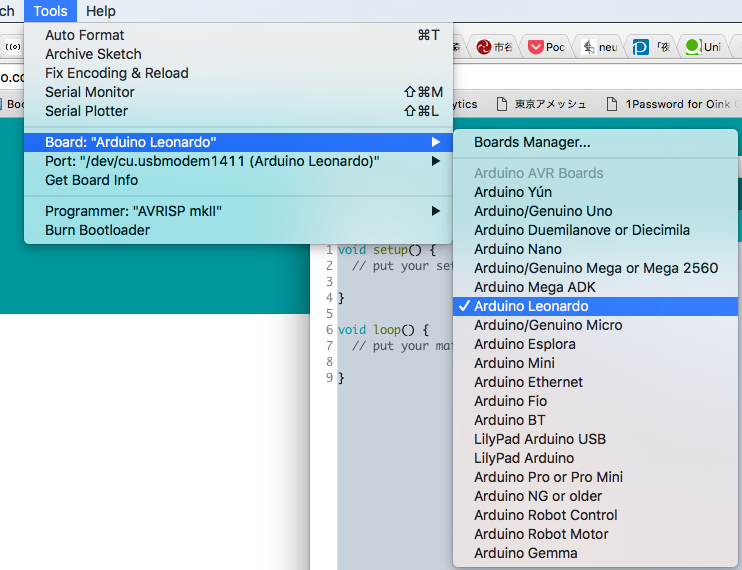 ch Tools Help
Auto Format ⌘T
Archive Sketch
Fix Encoding & Reload
Serial Monitor ⇧⌘M
Serial Plotter ⇧⌘L
Board: "Arduino Leonardo"
Port: "/dev/cu.usbmodem1411 (Arduino Leonardo)"
Get Board Info
Programmer: "AVRISP mkII"
Burn Bootloader
市谷 Poc neu 「夜 Uni
o.co
Boo
ytics 東京アメッシュ 1Password for Oink
Boards Manager...
Arduino AVR Boards
Arduino Yún
Arduino/Genuino Uno
Arduino Duemilanove or Diecimila
Arduino Nano
Arduino/Genuino Mega or Mega 2560
Arduino Mega ADK
✓ Arduino Leonardo
Arduino/Genuino Micro
Arduino Esplora
Arduino Mini
Arduino Ethernet
Arduino Fio
Arduino BT
LilyPad Arduino USB
LilyPad Arduino
Arduino Pro or Pro Mini
Arduino NG or older
Arduino Robot Control
Arduino Robot Motor
Arduino Gemma
1 void setup() {
2 // put your set
3
4 }
5
6 void loop() {
7 // put your mai
8
9 }